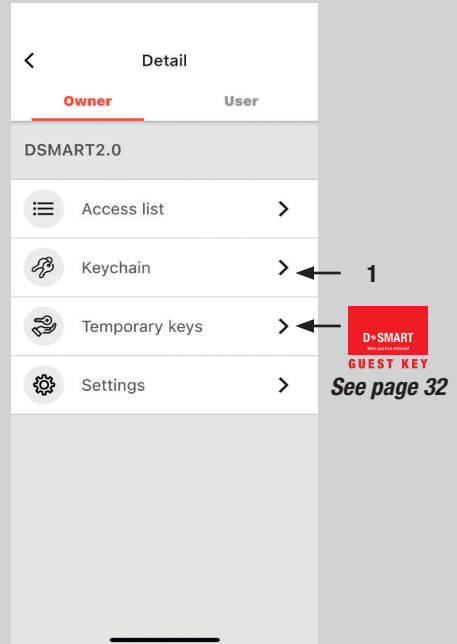 Detail
Owner User
DSMART2.0
Access list
Keychain
1
Temporary keys
D SMART
GUEST KEY
See page 32
Settings